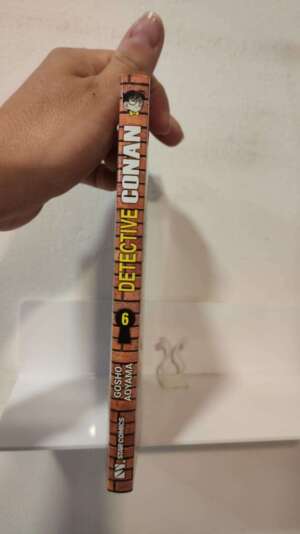 DETECTIVE CONAN
6
GOSHO
AOYAMA
STAR COMICS